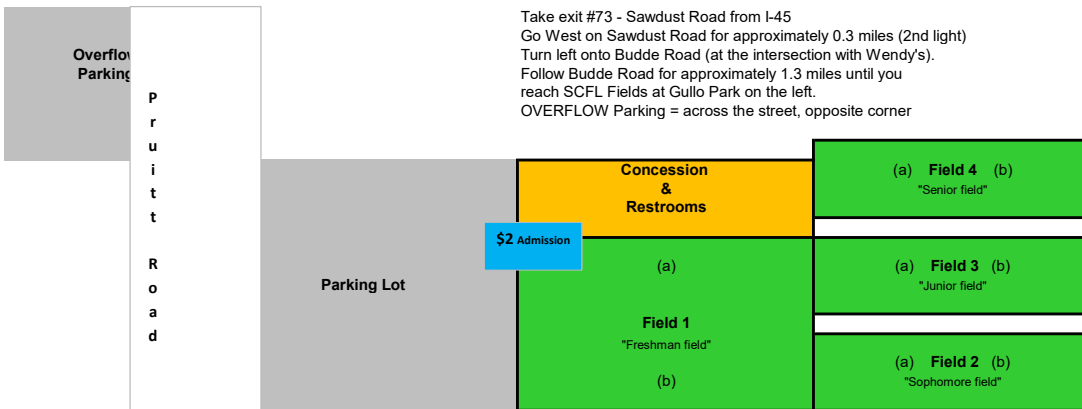 Take exit #73 - Sawdust Road from I-45
Go West on Sawdust Road for approximately 0.3 miles (2nd light)
Turn left onto Budde Road (at the intersection with Wendy's).
Follow Budde Road for approximately 1.3 miles until you
reach SCFL Fields at Gullo Park on the left.
OVERFLOW Parking = across the street, opposite corner
Overflow
Parking
Pruitt Road
Parking Lot
$2 Admission
Concession
&
Restrooms
(a)
Field 1
"Freshman field"
(b)
(a) Field 4 (b)
"Senior field"
(a) Field 3 (b)
"Junior field"
(a) Field 2 (b)
"Sophomore field"